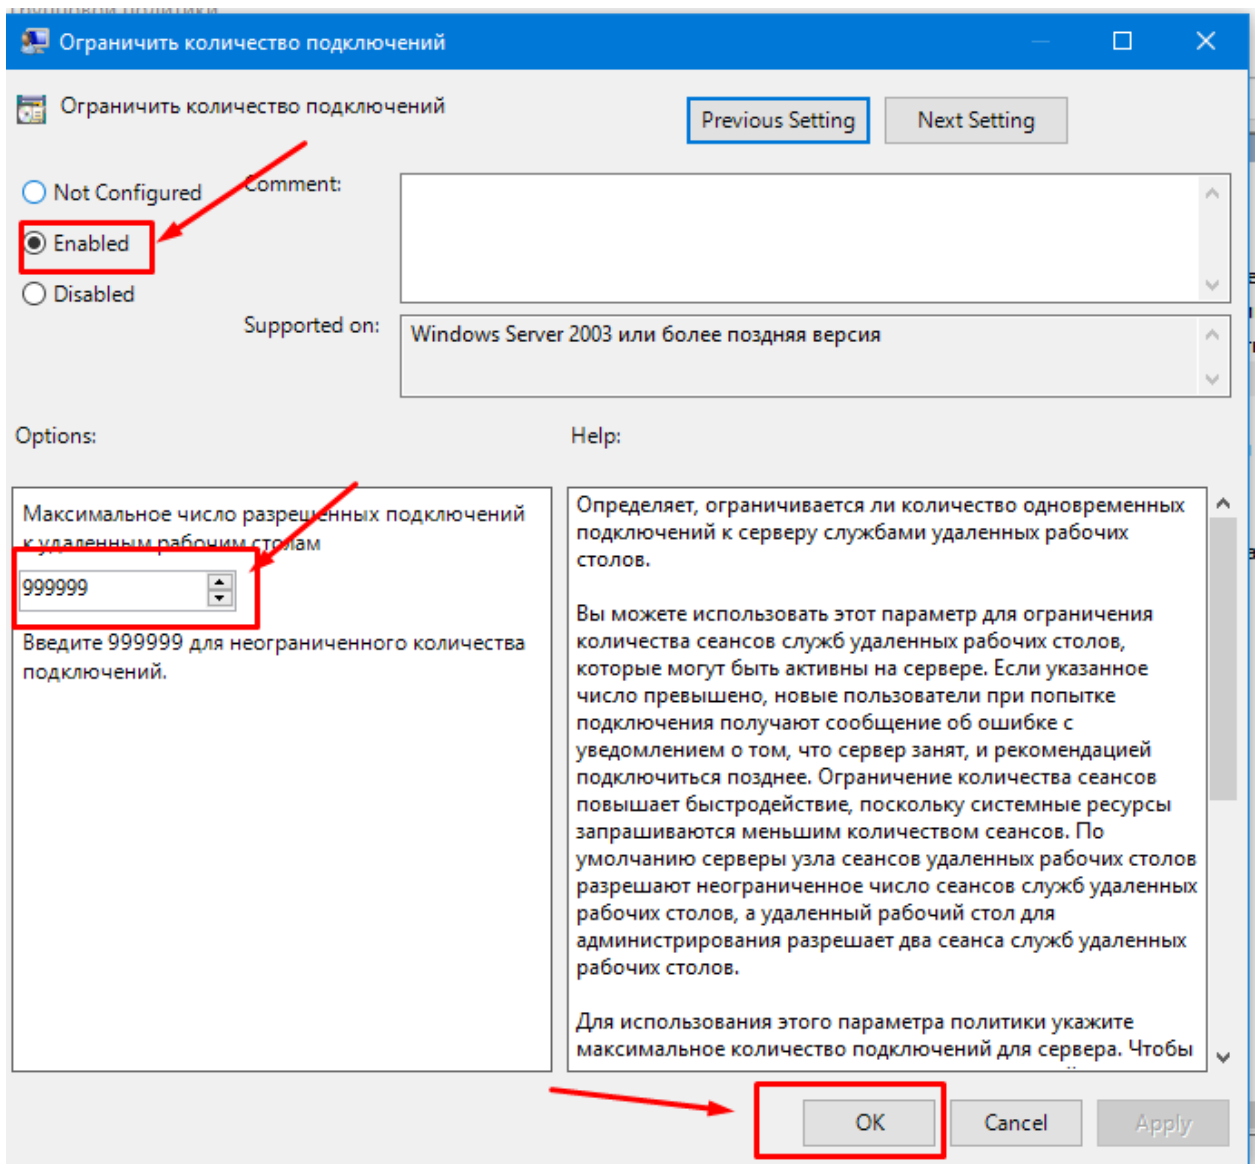 групповой политики
Ограничить количество подключений
Ограничить количество подключений
Previous Setting
Next Setting
Not Configured
Comment:
Enabled
Disabled
Supported on:
Windows Server 2003 или более поздняя версия
Options:
Help:
Максимальное число разрешенных подключений
к удаленным рабочим столам
999999
Введите 999999 для неограниченного количества
подключений.
Определяет, ограничивается ли количество одновременных
подключений к серверу службами удаленных рабочих
столов.
Вы можете использовать этот параметр для ограничения
количества сеансов служб удаленных рабочих столов,
которые могут быть активны на сервере. Если указанное
число превышено, новые пользователи при попытке
подключения получают сообщение об ошибке с
уведомлением о том, что сервер занят, и рекомендацией
подключиться позднее. Ограничение количества сеансов
повышает быстродействие, поскольку системные ресурсы
запрашиваются меньшим количеством сеансов. По
умолчанию серверы узла сеансов удаленных рабочих столов
разрешают неограниченное число сеансов служб удаленных
рабочих столов, а удаленный рабочий стол для
администрирования разрешает два сеанса служб удаленных
рабочих столов.
Для использования этого параметра политики укажите
максимальное количество подключений для сервера. Чтобы
OK
Cancel
Apply